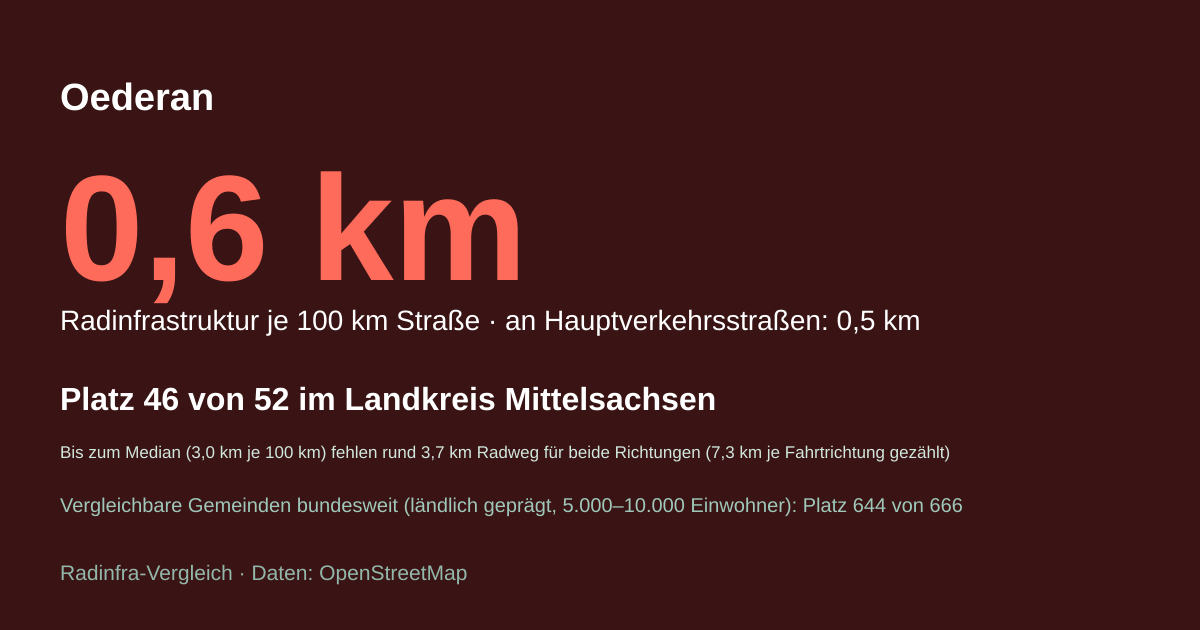 Oederan
0,6 km
Radinfrastruktur je 100 km Straße · an Hauptverkehrsstraßen: 0,5 km
Platz 46 von 52 im Landkreis Mittelsachsen
Bis zum Median (3,0 km je 100 km) fehlen rund 3,7 km Radweg für beide Richtungen (7,3 km je Fahrtrichtung gezählt)
Vergleichbare Gemeinden bundesweit (ländlich geprägt, 5.000–10.000 Einwohner): Platz 644 von 666
Radinfra-Vergleich · Daten: OpenStreetMap